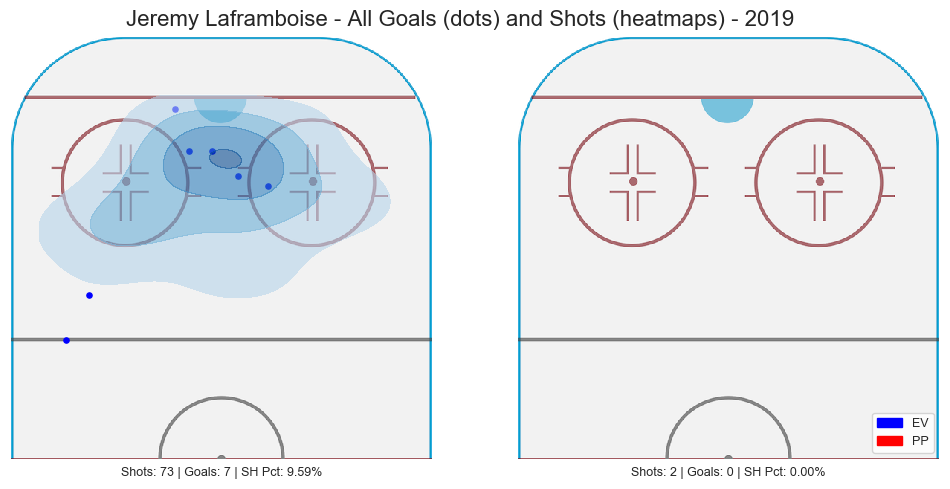 Jeremy Laframboise - All Goals (dots) and Shots (heatmaps) - 2019
EV
PP
Shots: 73 | Goals: 7 | SH Pct: 9.59%
Shots: 2 | Goals: 0 | SH Pct: 0.00%